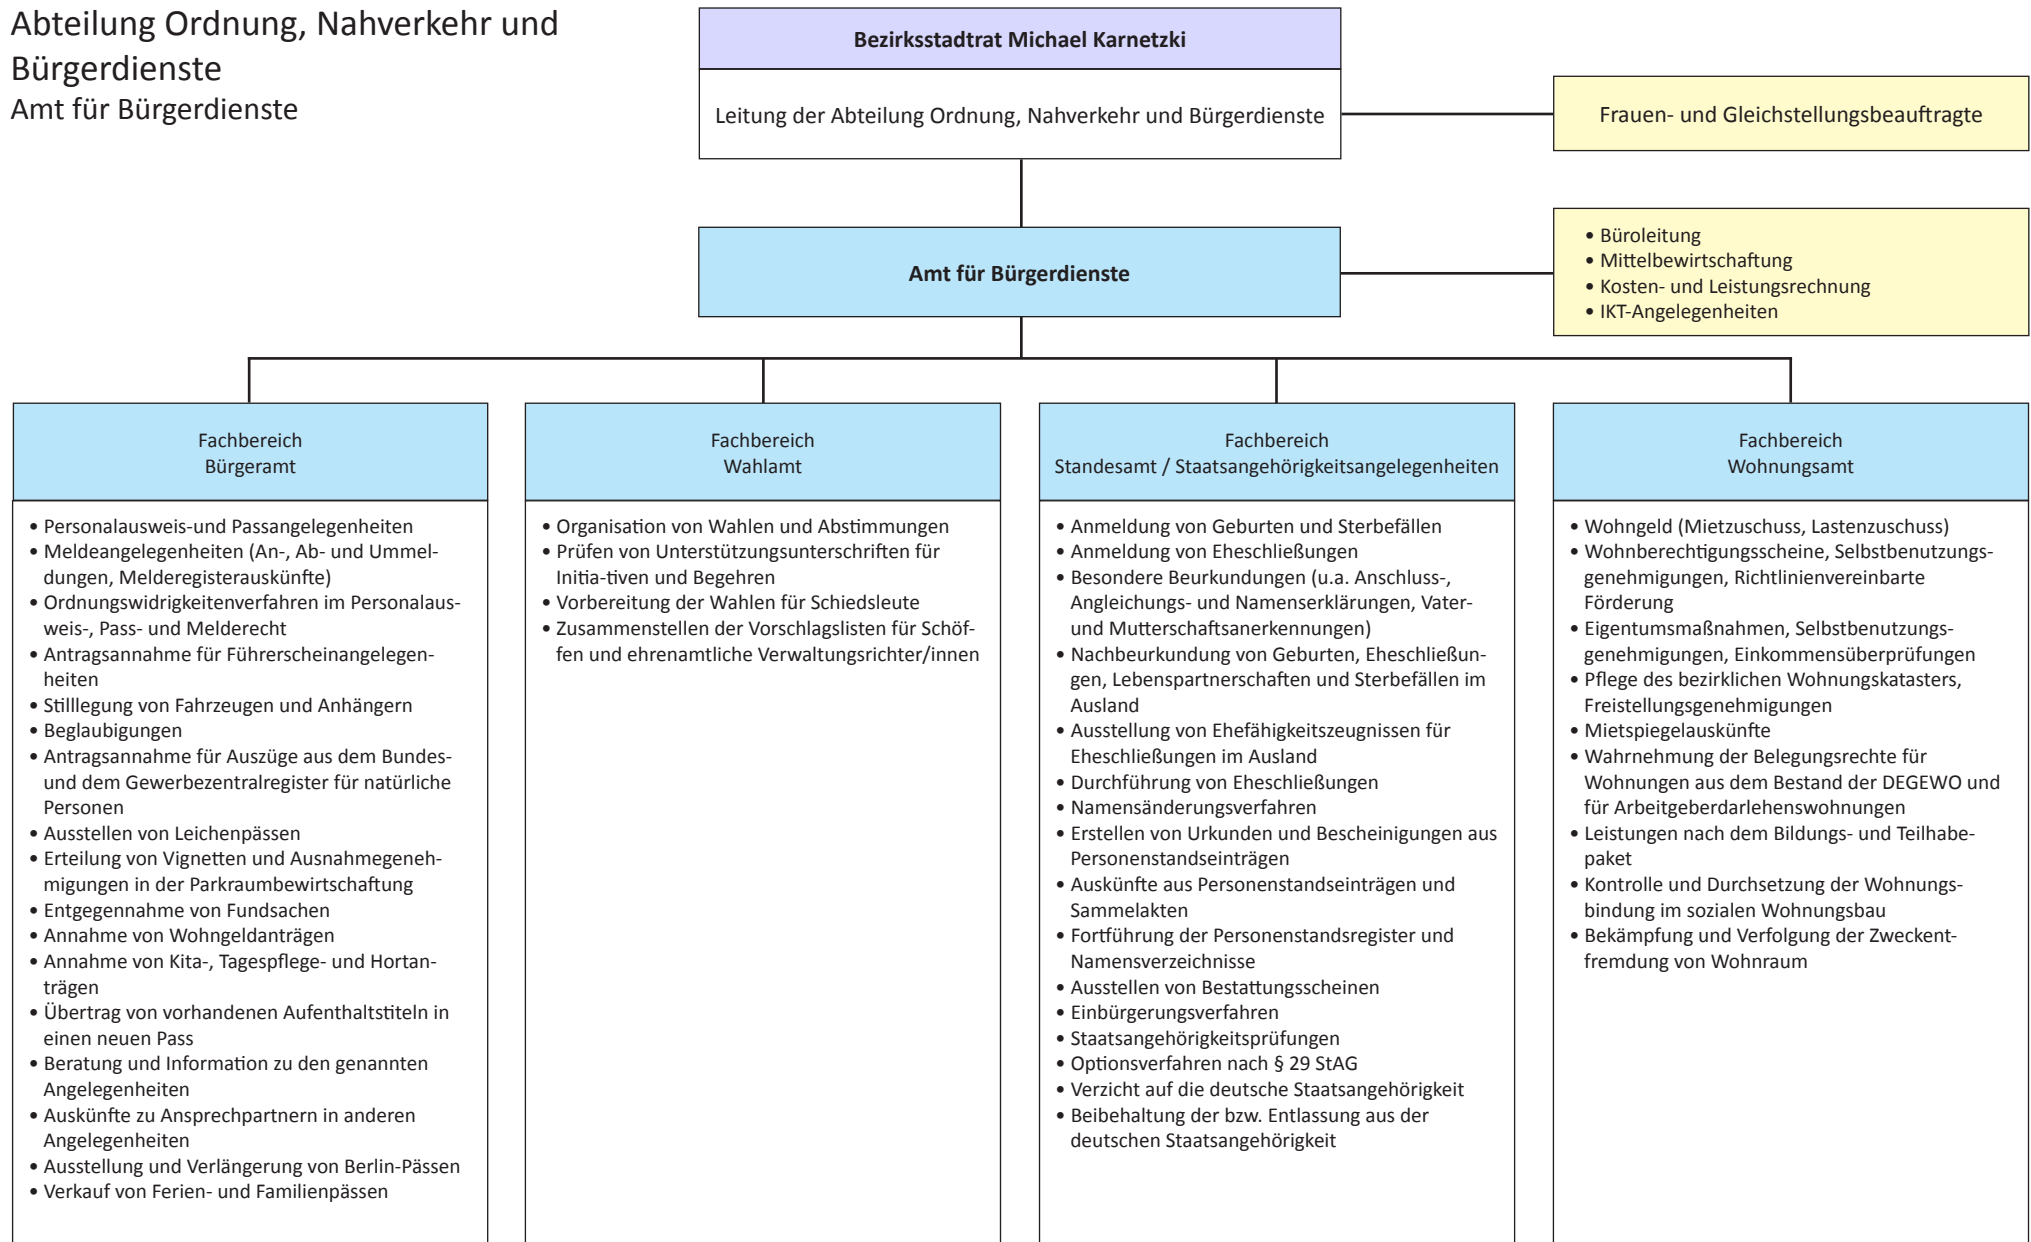 Abteilung Ordnung, Nahverkehr und
Bürgerdienste
Amt für Bürgerdienste
Bezirksstadtrat Michael Karnetzki
Leitung der Abteilung Ordnung, Nahverkehr und Bürgerdienste
Frauen- und Gleichstellungsbeauftragte
Amt für Bürgerdienste
• Büroleitung
• Mittelbewirtschaftung
• Kosten- und Leistungsrechnung
• IKT-Angelegenheiten
Fachbereich
Bürgeramt
• Personalausweis-und Passangelegenheiten
• Meldeangelegenheiten (An-, Ab- und Ummel-
dungen, Melderegisterauskünfte)
• Ordnungswidrigkeitenverfahren im Personalaus-
weis-, Pass- und Melderecht
• Antragsannahme für Führerscheinangelegen-
heiten
• Stilllegung von Fahrzeugen und Anhängern
• Beglaubigungen
• Antragsannahme für Auszüge aus dem Bundes-
und dem Gewerbezentralregister für natürliche
Personen
• Ausstellen von Leichenpässen
• Erteilung von Vignetten und Ausnahmegeneh-
migungen in der Parkraumbewirtschaftung
• Entgegennahme von Fundsachen
• Annahme von Wohngeldanträgen
• Annahme von Kita-, Tagespflege- und Hortan-
trägen
• Übertrag von vorhandenen Aufenthaltstiteln in
einen neuen Pass
• Beratung und Information zu den genannten
Angelegenheiten
• Auskünfte zu Ansprechpartnern in anderen
Angelegenheiten
• Ausstellung und Verlängerung von Berlin-Pässen
• Verkauf von Ferien- und Familienpässen
Fachbereich
Wahlamt
• Organisation von Wahlen und Abstimmungen
• Prüfen von Unterstützungsunterschriften für
Initia-tiven und Begehren
• Vorbereitung der Wahlen für Schiedsleute
• Zusammenstellen der Vorschlagslisten für Schöf-
fen und ehrenamtliche Verwaltungsrichter/innen
Fachbereich
Standesamt / Staatsangehörigkeitsangelegenheiten
• Anmeldung von Geburten und Sterbefällen
• Anmeldung von Eheschließungen
• Besondere Beurkundungen (u.a. Anschluss-,
Angleichungs- und Namenserklärungen, Vater-
und Mutterschaftsanerkennungen)
• Nachbeurkundung von Geburten, Eheschließun-
gen, Lebenspartnerschaften und Sterbefällen im
Ausland
• Ausstellung von Ehefähigkeitszeugnissen für
Eheschließungen im Ausland
• Durchführung von Eheschließungen
• Namensänderungsverfahren
• Erstellen von Urkunden und Bescheinigungen aus
Personenstandseinträgen
• Auskünfte aus Personenstandseinträgen und
Sammelakten
• Fortführung der Personenstandsregister und
Namensverzeichnisse
• Ausstellen von Bestattungsscheinen
• Einbürgerungsverfahren
• Staatsangehörigkeitsprüfungen
• Optionsverfahren nach § 29 StAG
• Verzicht auf die deutsche Staatsangehörigkeit
• Beibehaltung der bzw. Entlassung aus der
deutschen Staatsangehörigkeit
Fachbereich
Wohnungsamt
• Wohngeld (Mietzuschuss, Lastenzuschuss)
• Wohnberechtigungsscheine, Selbstbenutzungs-
genehmigungen, Richtlinienvereinbarte
Förderung
• Eigentumsmaßnahmen, Selbstbenutzungs-
genehmigungen, Einkommensüberprüfungen
• Pflege des bezirklichen Wohnungskatasters,
Freistellungsgenehmigungen
• Mietspiegelauskünfte
• Wahrnehmung der Belegungsrechte für
Wohnungen aus dem Bestand der DEGEWO und
für Arbeitgeberdarlehenswohnungen
• Leistungen nach dem Bildungs- und Teilhabe-
paket
• Kontrolle und Durchsetzung der Wohnungs-
bindung im sozialen Wohnungsbau
• Bekämpfung und Verfolgung der Zweckent-
fremdung von Wohnraum